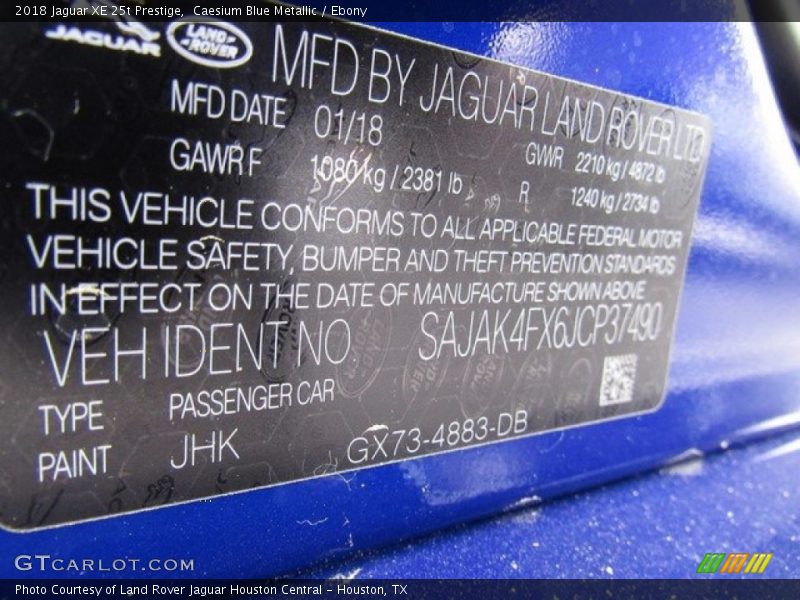 2018 Jaguar XE 25t Prestige, Caesium Blue Metallic / Ebony
JAGUAR LAND ROVER
MFD BY JAGUAR LAND ROVER LTD
MFD DATE 01/18 GWR 2210 kg / 4872 lb
GAWR F 1080 kg / 2381 lb R 1240 kg / 2734 lb
THIS VEHICLE CONFORMS TO ALL APPLICABLE FEDERAL MOTOR
VEHICLE SAFETY, BUMPER AND THEFT PREVENTION STANDARDS
IN EFFECT ON THE DATE OF MANUFACTURE SHOWN ABOVE
VEH IDENT NO SAJAK4FX6JCP37490
TYPE PASSENGER CAR
PAINT JHK GX73-4883-DB
GTCARLOT.COM
Photo Courtesy of Land Rover Jaguar Houston Central - Houston, TX